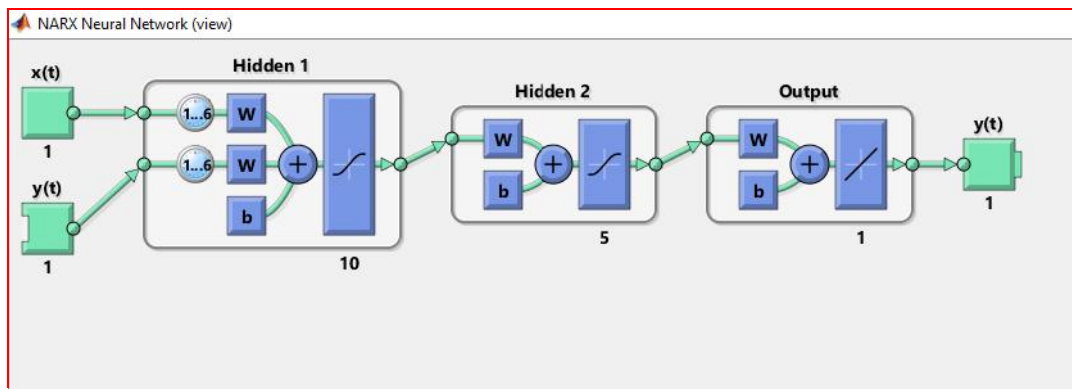 NARX Neural Network (view)
x(t)
1
y(t)
1
Hidden 1
1...6
W
1...6
W
+
b
10
Hidden 2
W
+
b
5
Output
W
+
b
1
y(t)
1